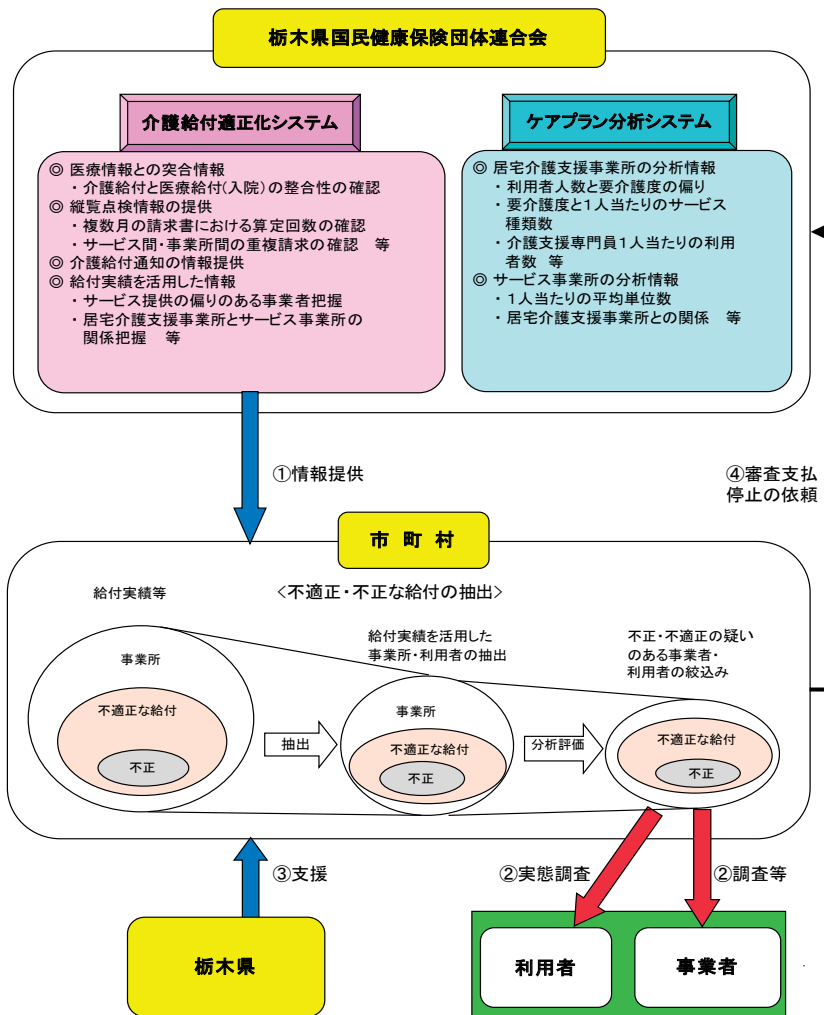 栃木県国民健康保険団体連合会
介護給付適正化システム
◎ 医療情報との突合情報
・介護給付と医療給付(入院)の整合性の確認
◎ 縦覧点検情報の提供
・複数月の請求書における算定回数の確認
・サービス間・事業所間の重複請求の確認　等
◎ 介護給付通知の情報提供
◎ 給付実績を活用した情報
・サービス提供の偏りのある事業者把握
・居宅介護支援事業所とサービス事業所の
関係把握　等
ケアプラン分析システム
◎ 居宅介護支援事業所の分析情報
・利用者人数と要介護度の偏り
・要介護度と1人当たりのサービス
種類数
・介護支援専門員1人当たりの利用
者数 等
◎ サービス事業所の分析情報
・1人当たりの平均単位数
・居宅介護支援事業所との関係　等
①情報提供
④審査支払
停止の依頼
市 町 村
給付実績等
<不適正・不正な給付の抽出>
給付実績を活用した
事業所・利用者の抽出
不正・不適正の疑い
のある事業者・
利用者の絞込み
事業所
不適正な給付
不正
抽出
事業所
不適正な給付
不正
分析評価
不適正な給付
不正
③支援
②実態調査
②調査等
栃木県
利用者
事業者